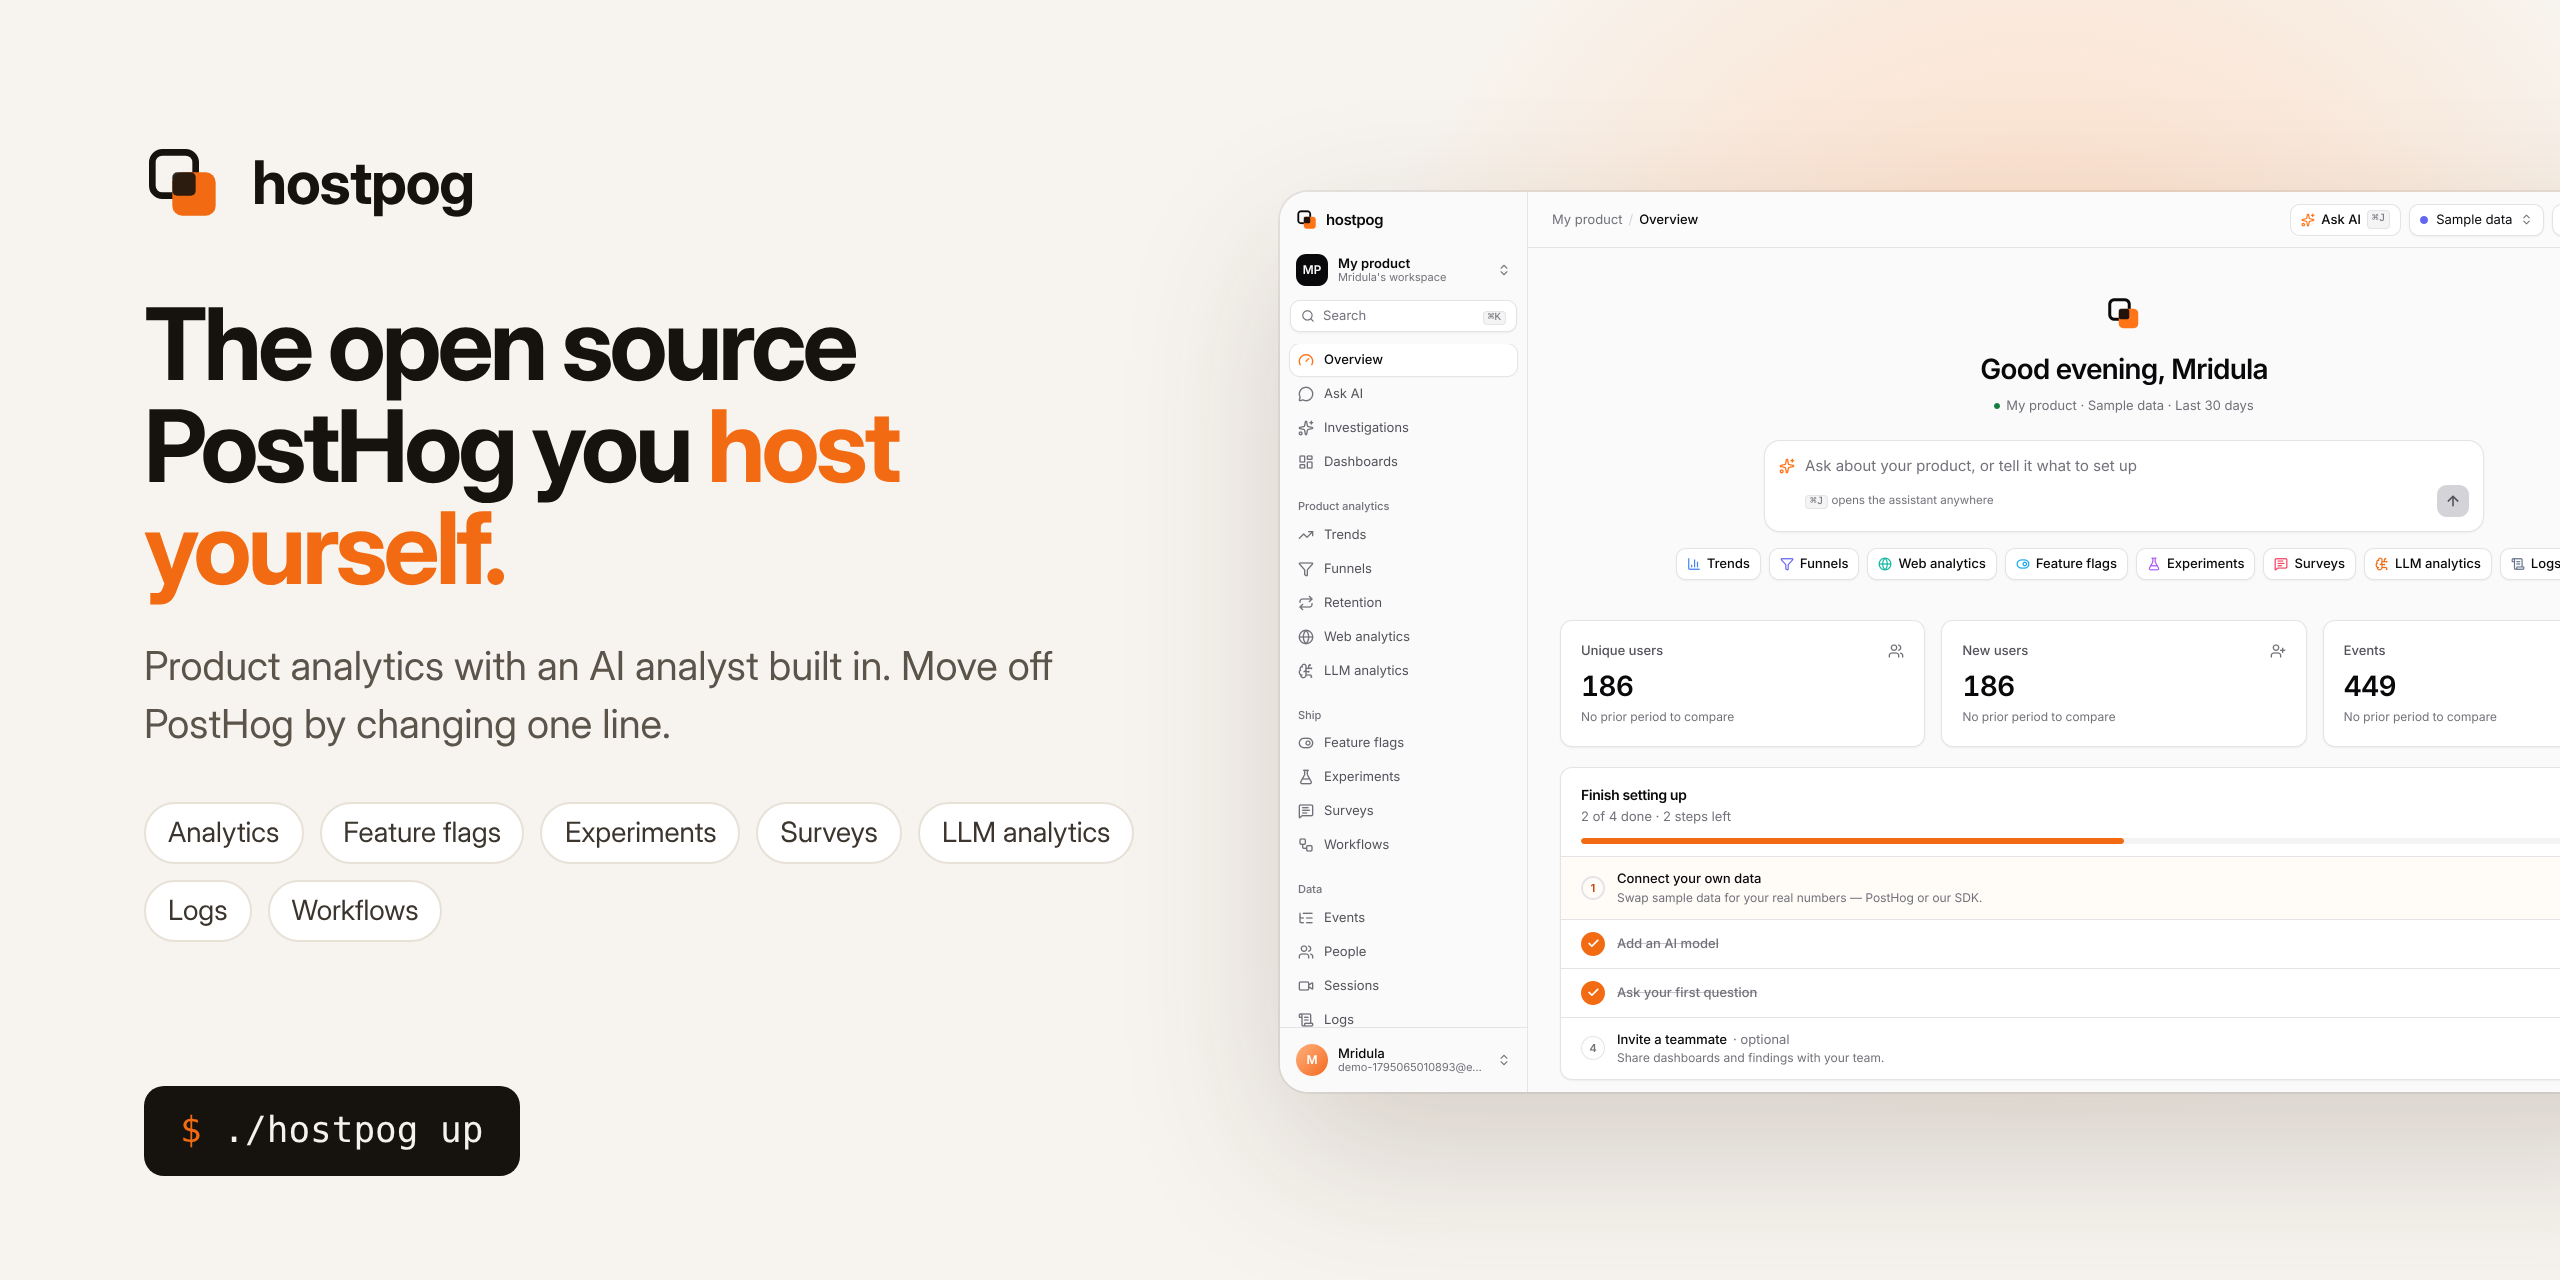 hostpog
The open source
PostHog you host
yourself.
Product analytics with an AI analyst built in. Move off
PostHog by changing one line.
Analytics
Feature flags
Experiments
Surveys
LLM analytics
Logs
Workflows
$ ./hostpog up
hostpog
MP
My product
Mridula's workspace
Search
⌘K
Overview
Ask AI
Investigations
Dashboards
Product analytics
Trends
Funnels
Retention
Web analytics
LLM analytics
Ship
Feature flags
Experiments
Surveys
Workflows
Data
Events
People
Sessions
Logs
M
Mridula
demo-1795065010893@e...
My product / Overview
Ask AI ⌘J
Sample data
Good evening, Mridula
My product · Sample data · Last 30 days
Ask about your product, or tell it what to set up
⌘J opens the assistant anywhere
Trends
Funnels
Web analytics
Feature flags
Experiments
Surveys
LLM analytics
Logs
Unique users
186
No prior period to compare
New users
186
No prior period to compare
Events
449
No prior period to compare
Finish setting up
2 of 4 done · 2 steps left
1
Connect your own data
Swap sample data for your real numbers — PostHog or our SDK.
Add an AI model
Ask your first question
4
Invite a teammate · optional
Share dashboards and findings with your team.